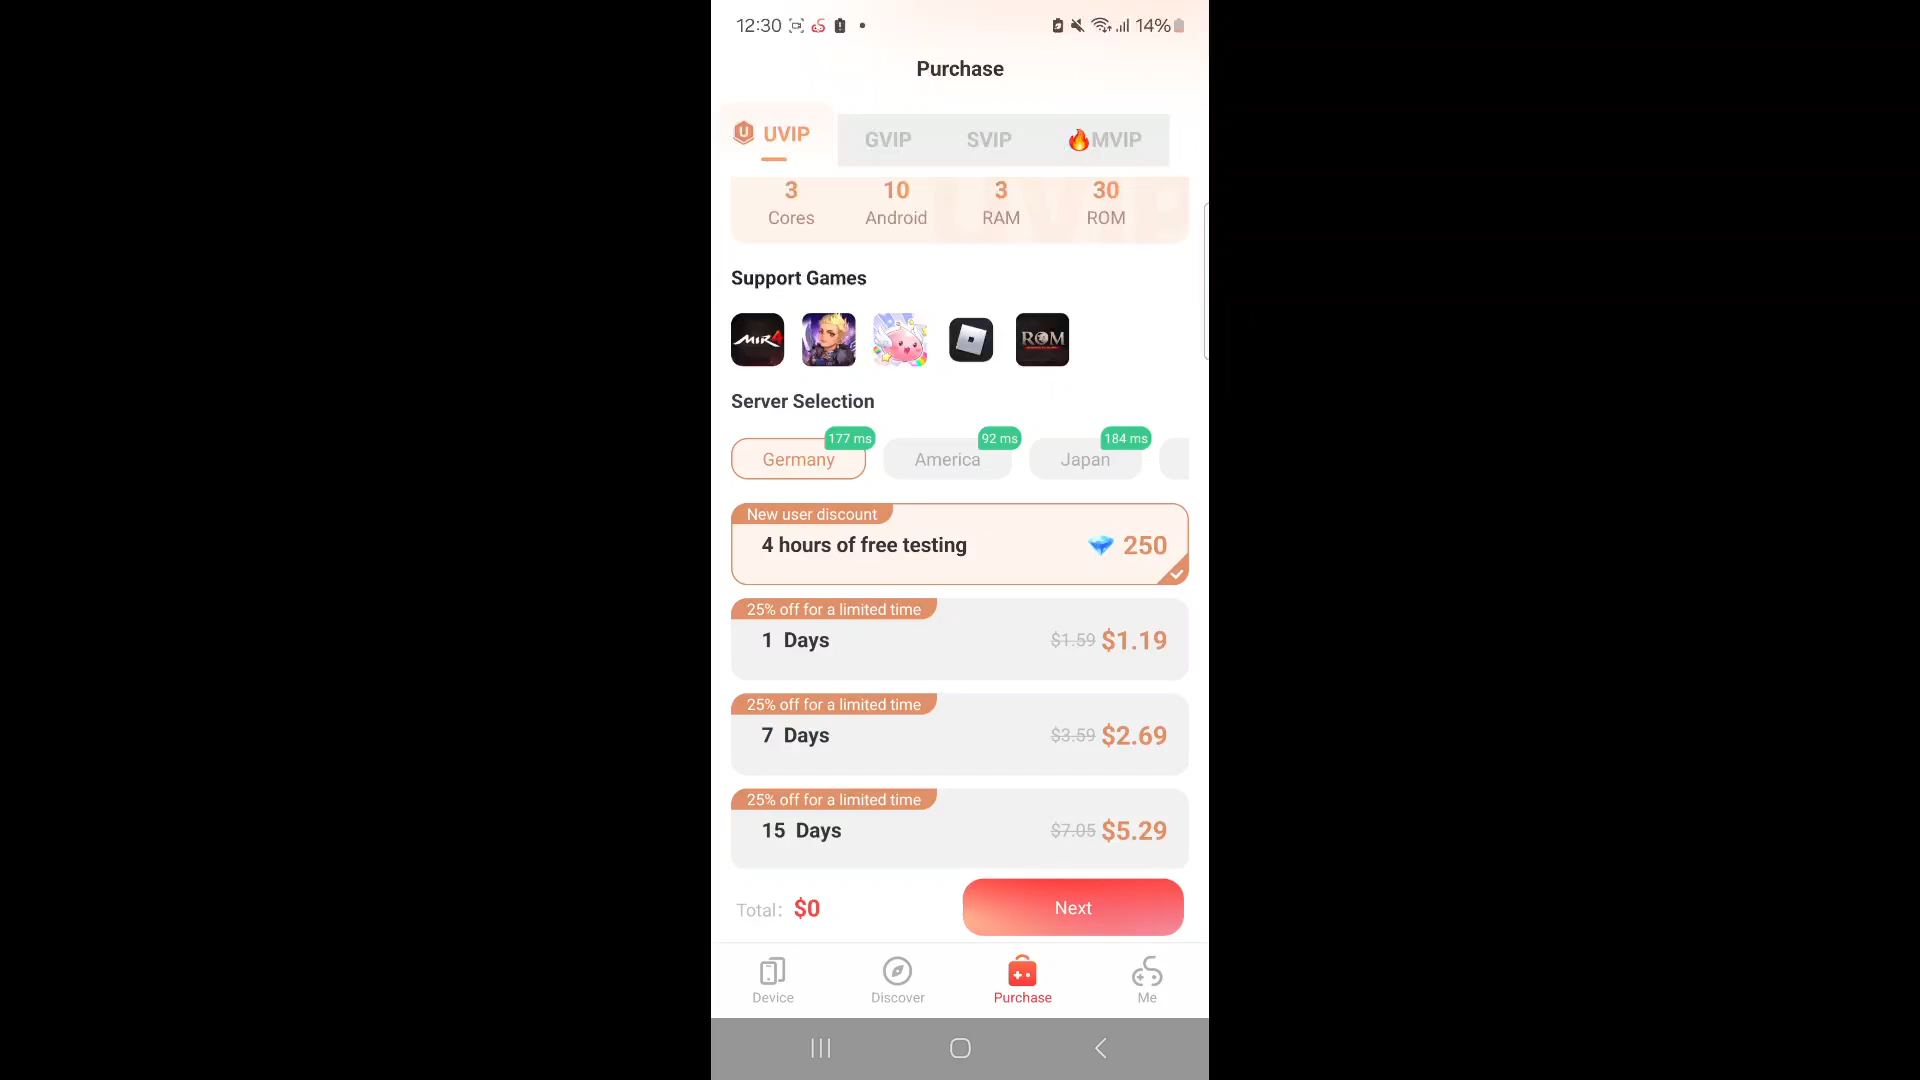 12:30 14%
Purchase
UVIP GVIP SVIP 🔥MVIP
3 10 3 30
Cores Android RAM ROM
Support Games
MIR4 ROM
Server Selection
177 ms 92 ms 184 ms
Germany America Japan
New user discount
4 hours of free testing 250
25% off for a limited time
1 Days $1.59 $1.19
25% off for a limited time
7 Days $3.59 $2.69
25% off for a limited time
15 Days $7.05 $5.29
Total: $0 Next
Device Discover Purchase Me